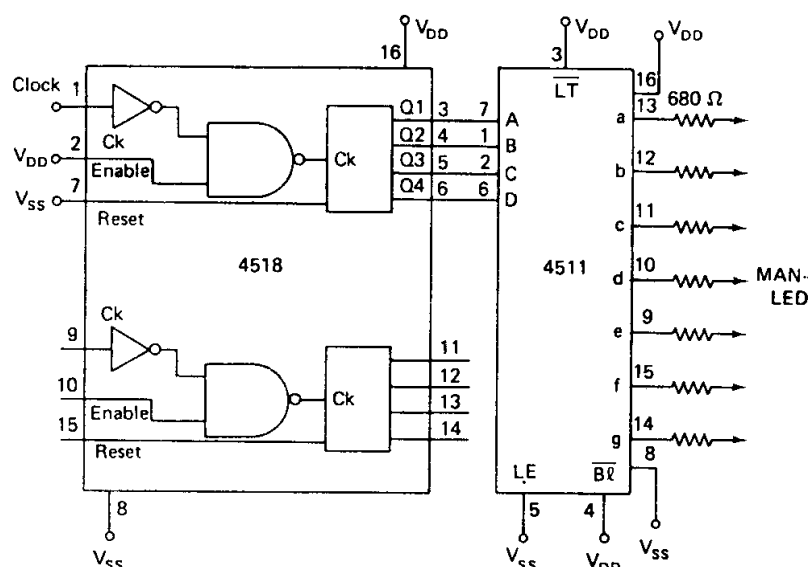 V_DD
16
V_DD
3
L̅T̅
V_DD
16
Clock
1
Ck
2
V_DD
Enable
7
V_SS
Reset
Ck
Q1 3
Q2 4
Q3 5
Q4 6
7 A
1 B
2 C
6 D
4518
4511
680 Ω
a 13
b 12
c 11
d 10
e 9
f 15
g 14
MAN-
LED
Ck
9
10
Enable
15
Reset
Ck
11
12
13
14
8
V_SS
LE
5
V_SS
B̅ℓ̅
4
V_DD
8
V_SS